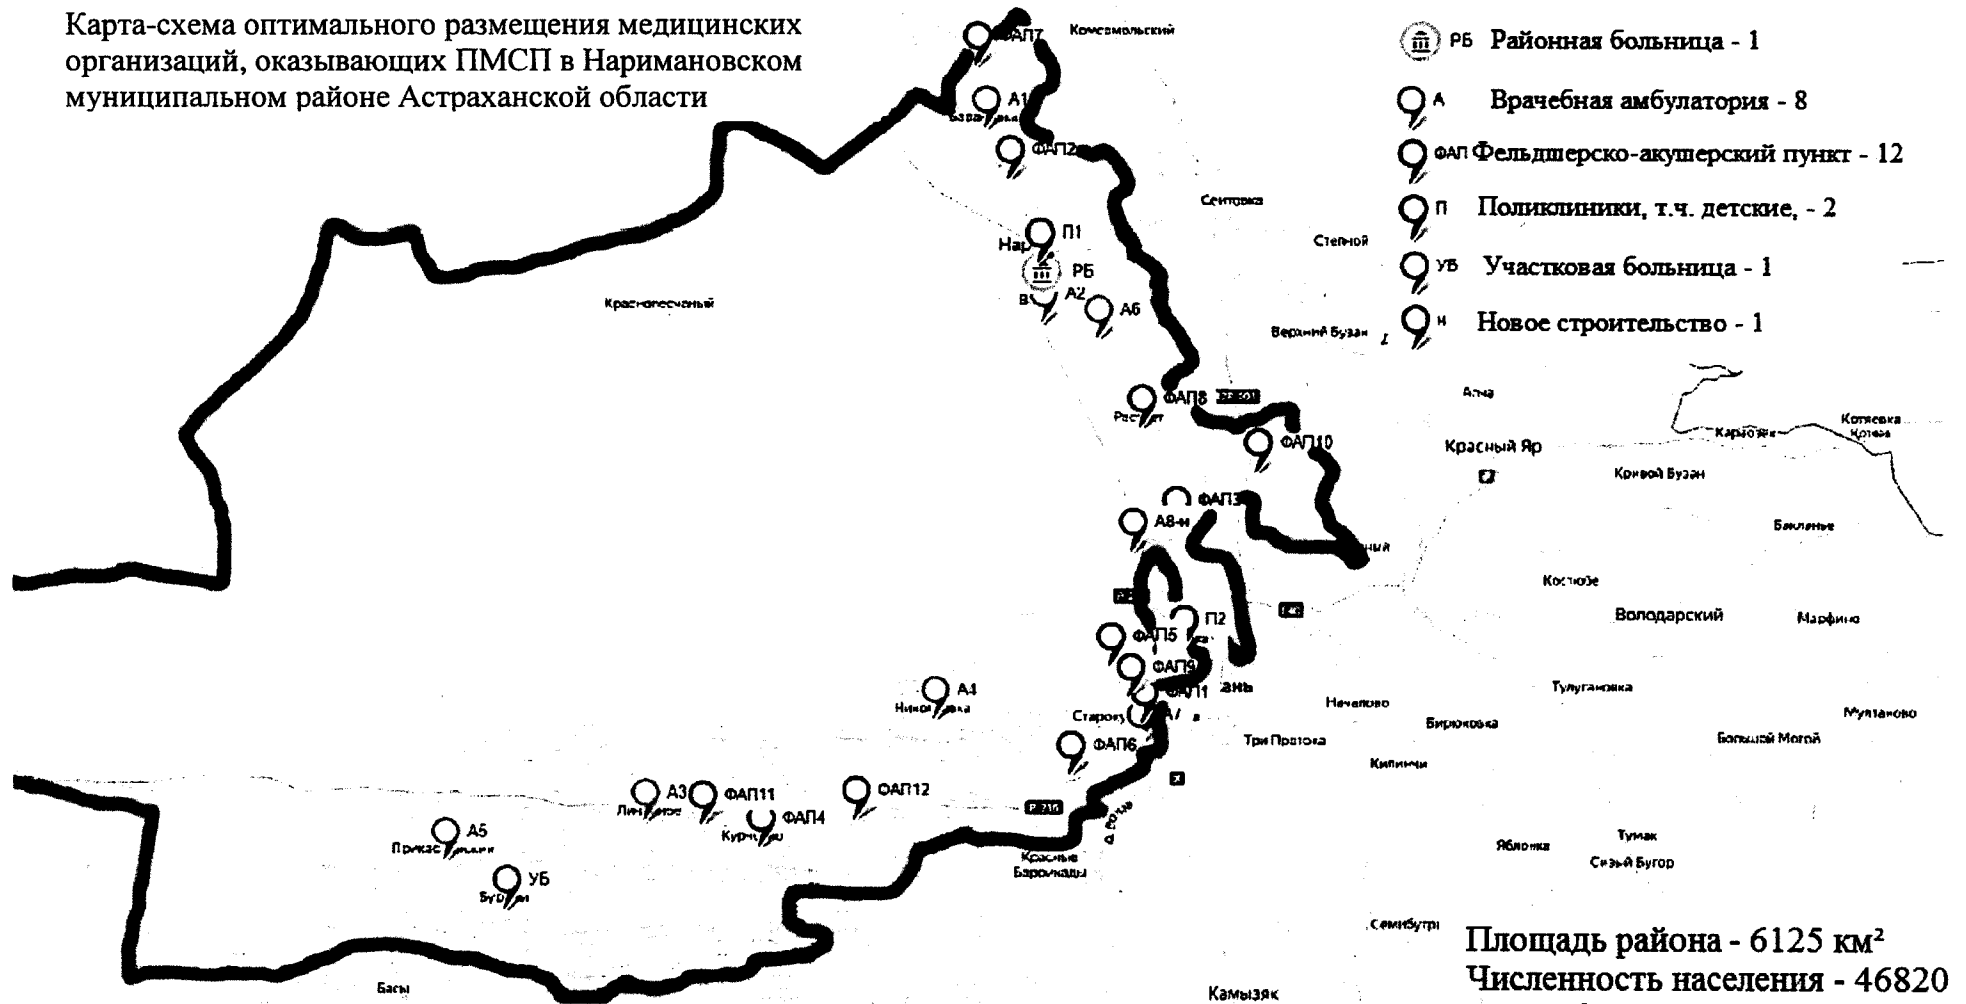 Карта-схема оптимального размещения медицинских
организаций, оказывающих ПМСП в Наримановском
муниципальном районе Астраханской области
РБ Районная больница - 1
А Врачебная амбулатория - 8
ФАП Фельдшерско-акушерский пункт - 12
П Поликлиники, т.ч. детские, - 2
УБ Участковая больница - 1
н Новое строительство - 1
ФАП7
Комсомольский
А1
ФАП2
Сеитовка
П1
Степной
РБ
А2
А6
Краснопесчаный
Верхний Бузан
ФАП8
Алча
ФАП10
Красный Яр
Котяевка
Кривой Бузан
ФАП3
А8-н
Бакланье
Костюбе
Володарский
Марфино
П2
ФАП5
ФАП9
ФАП1
А4
Тулугановка
Началово
Бирюковка
Мултаново
ФАП6
Три Протока
Большой Могой
Килинчи
А3
ФАП11
ФАП12
ФАП4
Р-216
А5
УБ
Красные
Баррикады
Яблонка
Тумак
Сизый Бугор
Басы
Камызяк
Площадь района - 6125 км²
Численность населения - 46820